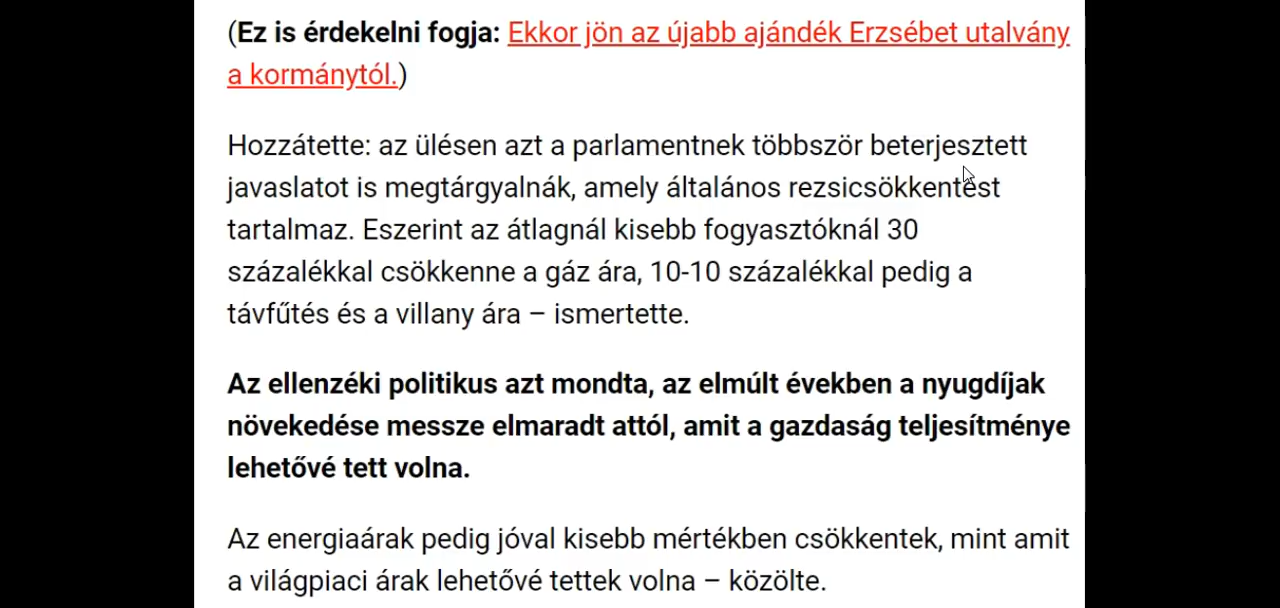 (Ez is érdekelni fogja: Ekkor jön az újabb ajándék Erzsébet utalvány
a kormánytól.)
Hozzátette: az ülésen azt a parlamentnek többször beterjesztett
javaslatot is megtárgyalnák, amely általános rezsicsökkentést
tartalmaz. Eszerint az átlagnál kisebb fogyasztóknál 30
százalékkal csökkenne a gáz ára, 10-10 százalékkal pedig a
távfűtés és a villany ára – ismertette.
Az ellenzéki politikus azt mondta, az elmúlt években a nyugdíjak
növekedése messze elmaradt attól, amit a gazdaság teljesítménye
lehetővé tett volna.
Az energiaárak pedig jóval kisebb mértékben csökkentek, mint amit
a világpiaci árak lehetővé tettek volna – közölte.